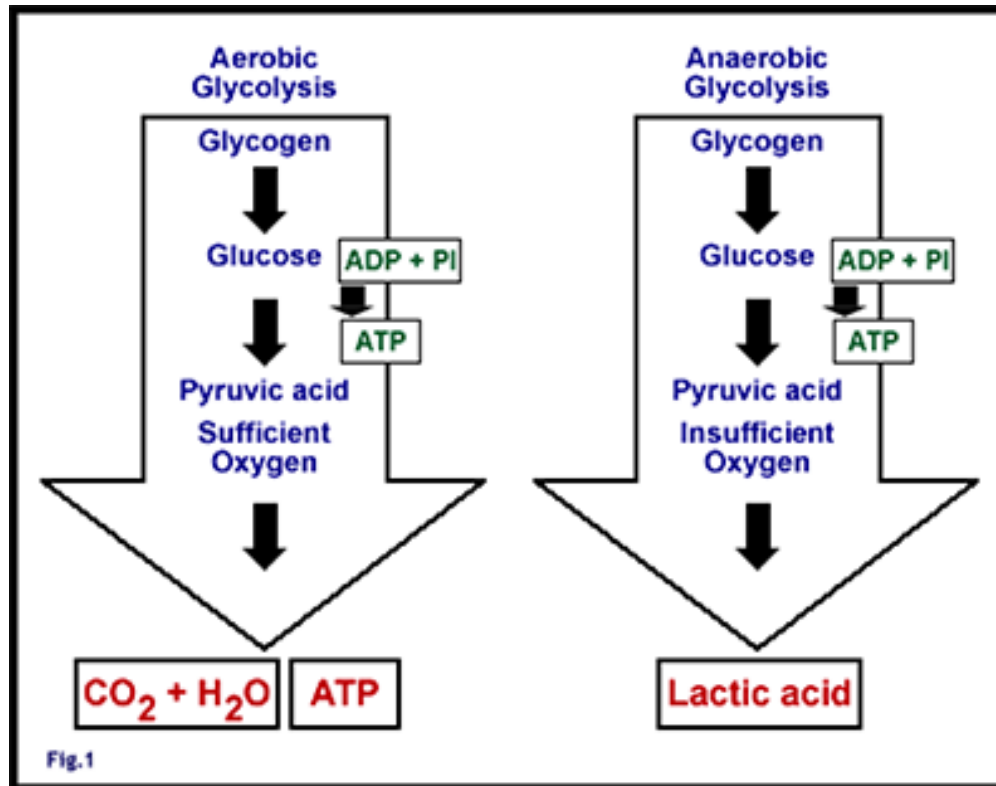 Aerobic
Glycolysis
Glycogen
Glucose
ADP + PI
ATP
Pyruvic acid
Sufficient
Oxygen
CO₂ + H₂O
ATP
Anaerobic
Glycolysis
Glycogen
Glucose
ADP + PI
ATP
Pyruvic acid
Insufficient
Oxygen
Lactic acid
Fig.1